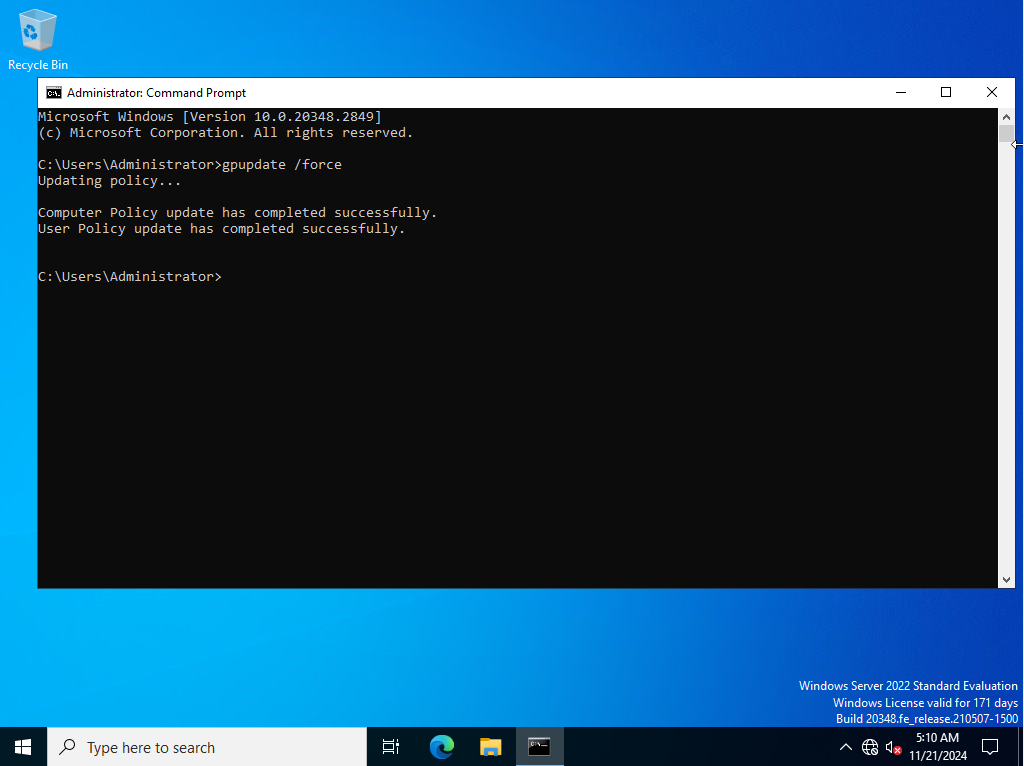 Recycle Bin
Administrator: Command Prompt
Microsoft Windows [Version 10.0.20348.2849]
(c) Microsoft Corporation. All rights reserved.
C:\Users\Administrator>gpupdate /force
Updating policy...
Computer Policy update has completed successfully.
User Policy update has completed successfully.
C:\Users\Administrator>
Windows Server 2022 Standard Evaluation
Windows License valid for 171 days
Build 20348.fe_release.210507-1500
Type here to search
5:10 AM
11/21/2024